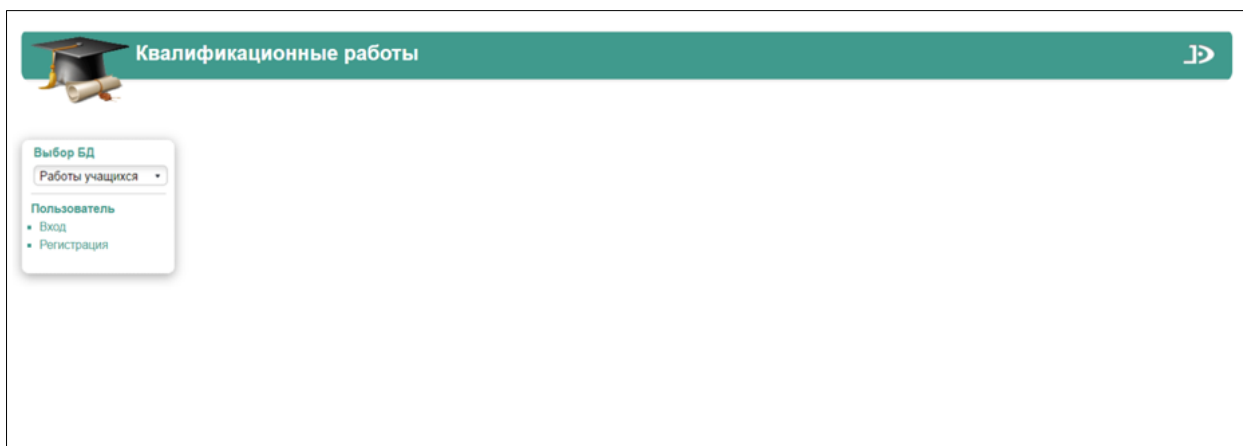 Квалификационные работы
Выбор БД
Работы учащихся
Пользователь
Вход
Регистрация